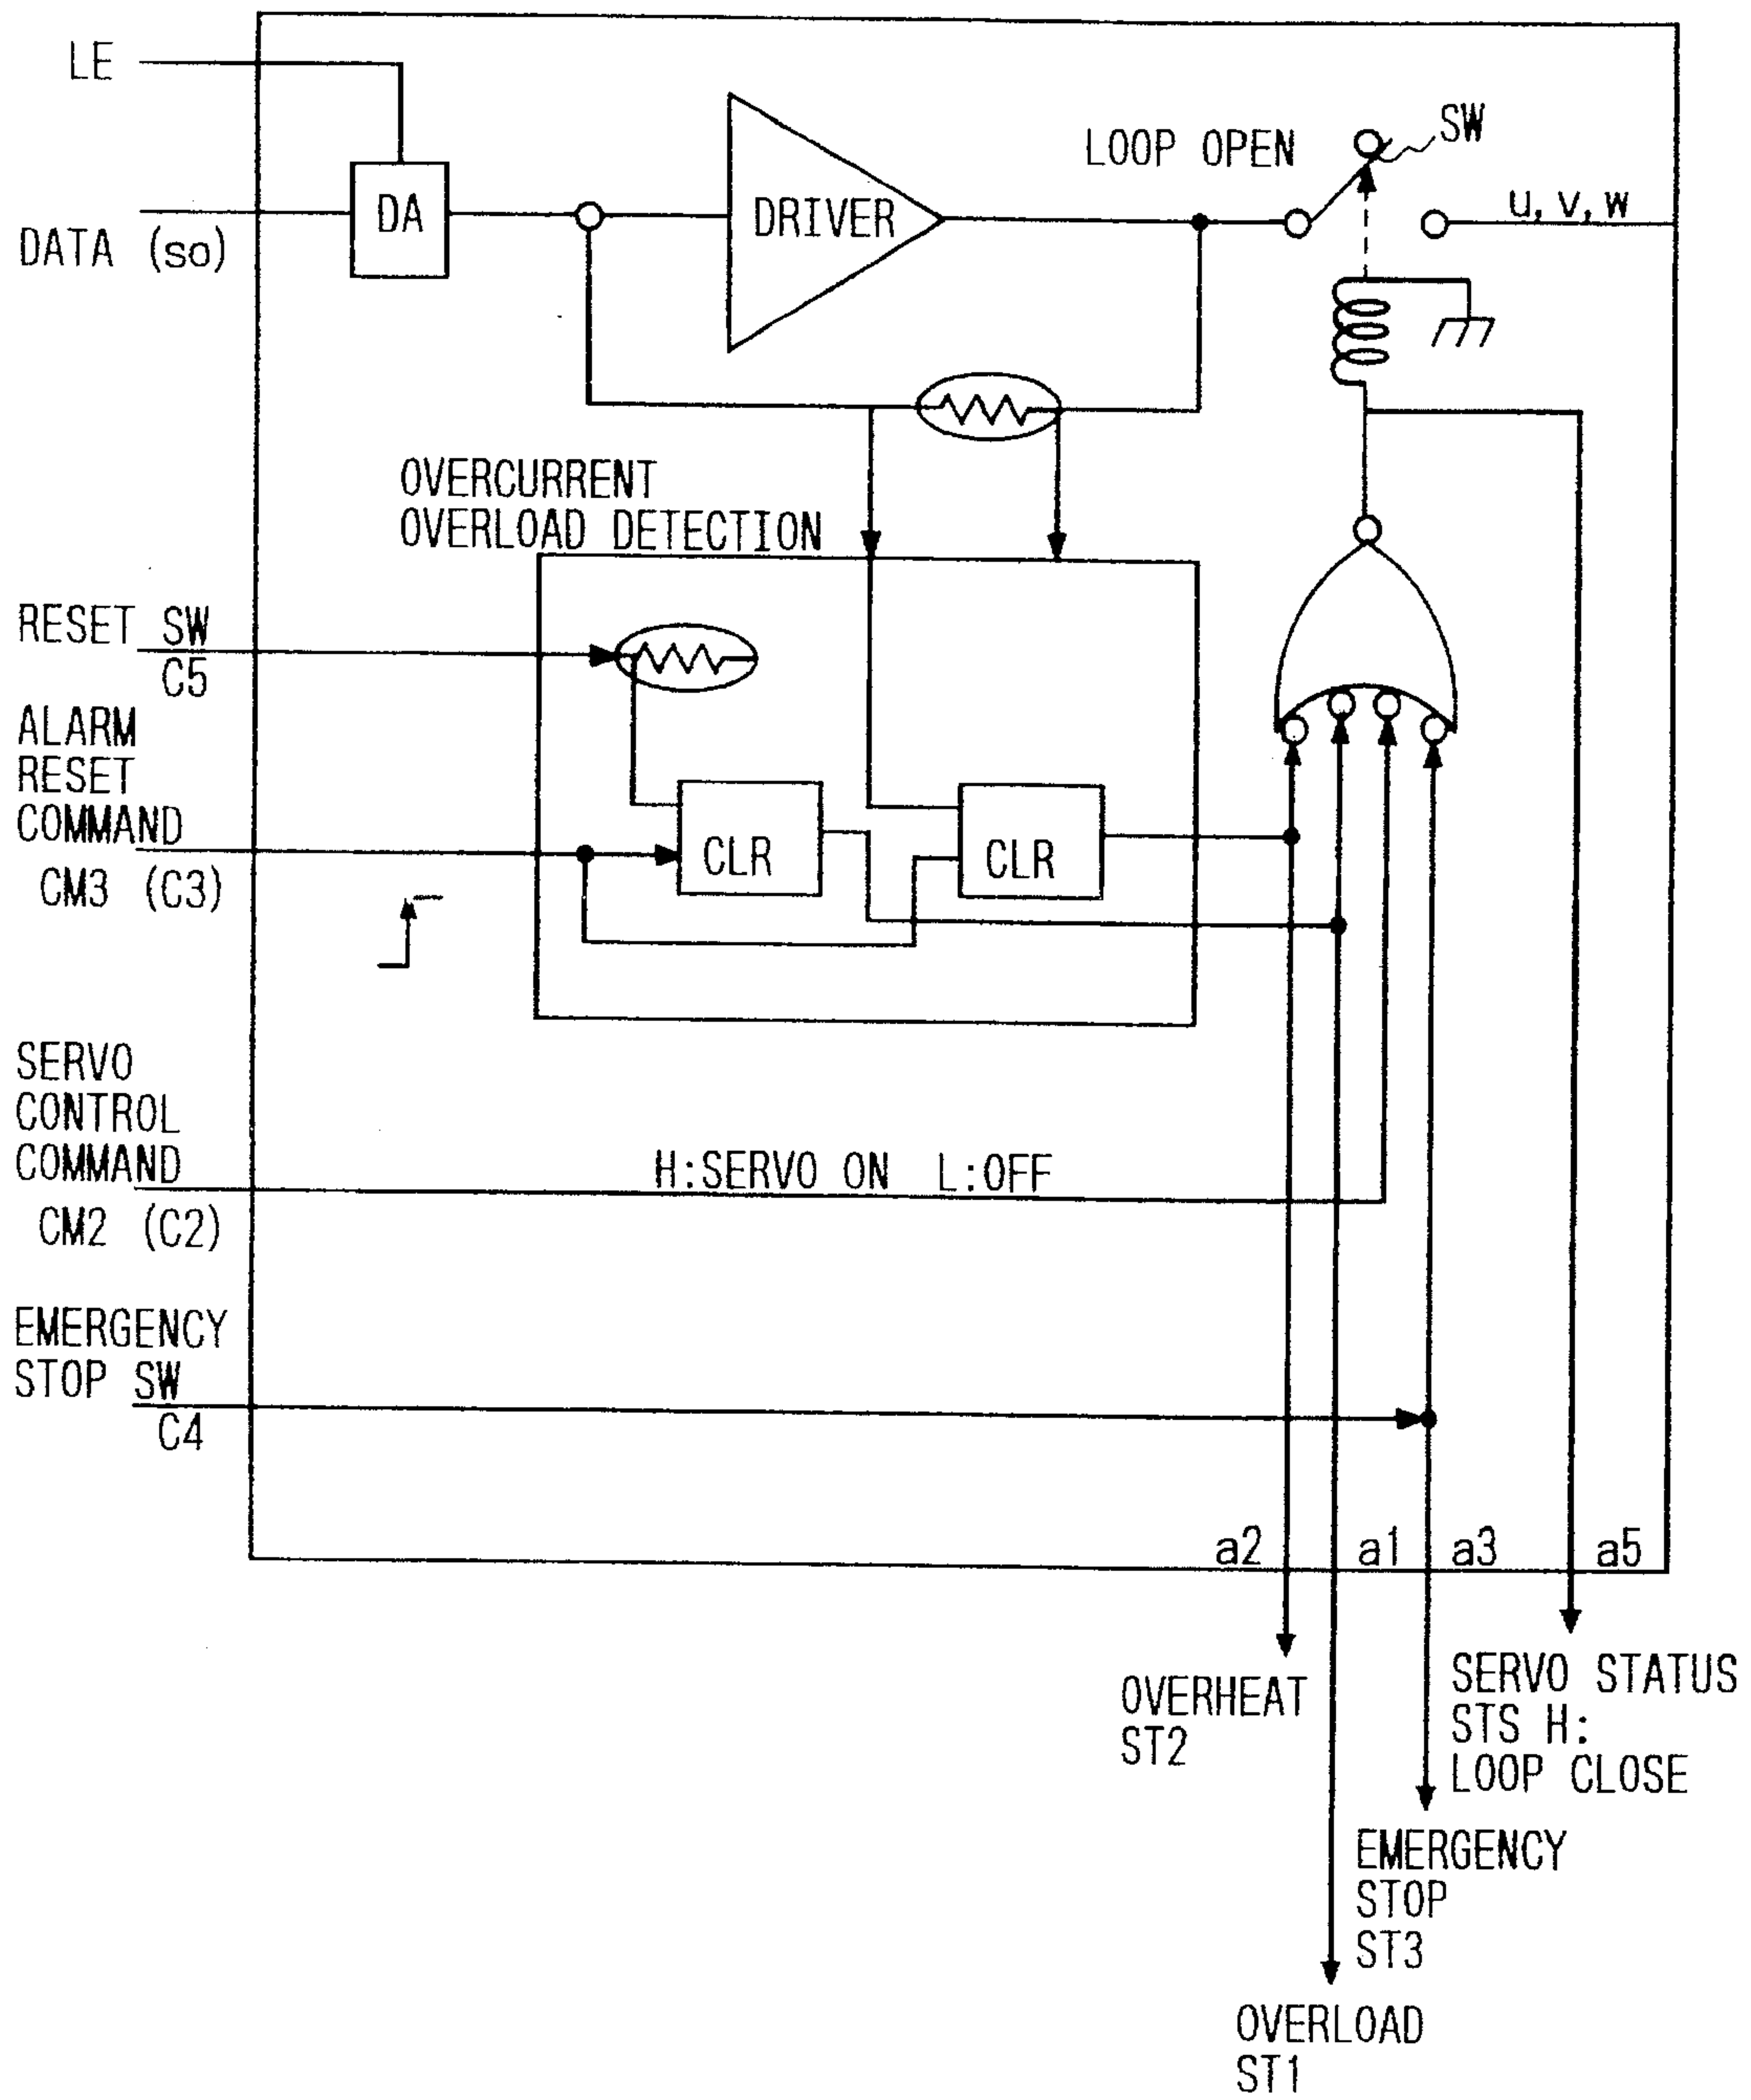 LE
LOOP OPEN
SW
DA
DRIVER
u, v, w
DATA (so)
OVERCURRENT
OVERLOAD DETECTION
RESET SW
C5
ALARM
RESET
COMMAND
CM3 (C3)
CLR
CLR
SERVO
CONTROL
COMMAND
CM2 (C2)
H:SERVO ON L:OFF
EMERGENCY
STOP SW
C4
a2
a1
a3
a5
OVERHEAT
ST2
SERVO STATUS
STS H:
LOOP CLOSE
EMERGENCY
STOP
ST3
OVERLOAD
ST1